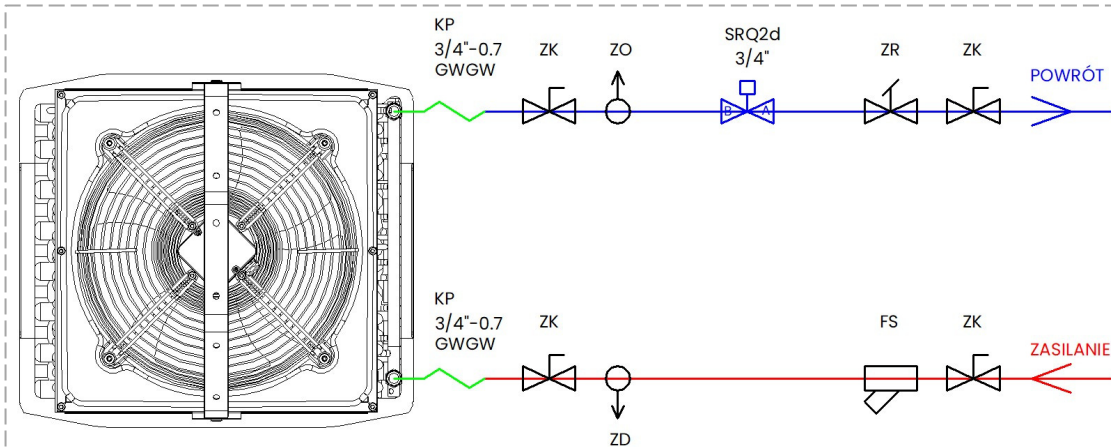 KP
3/4"-0.7
GWGW
ZK
ZO
SRQ2d
3/4"
ZR
ZK
POWRÓT
B
A
KP
3/4"-0.7
GWGW
ZK
ZD
FS
ZK
ZASILANIE